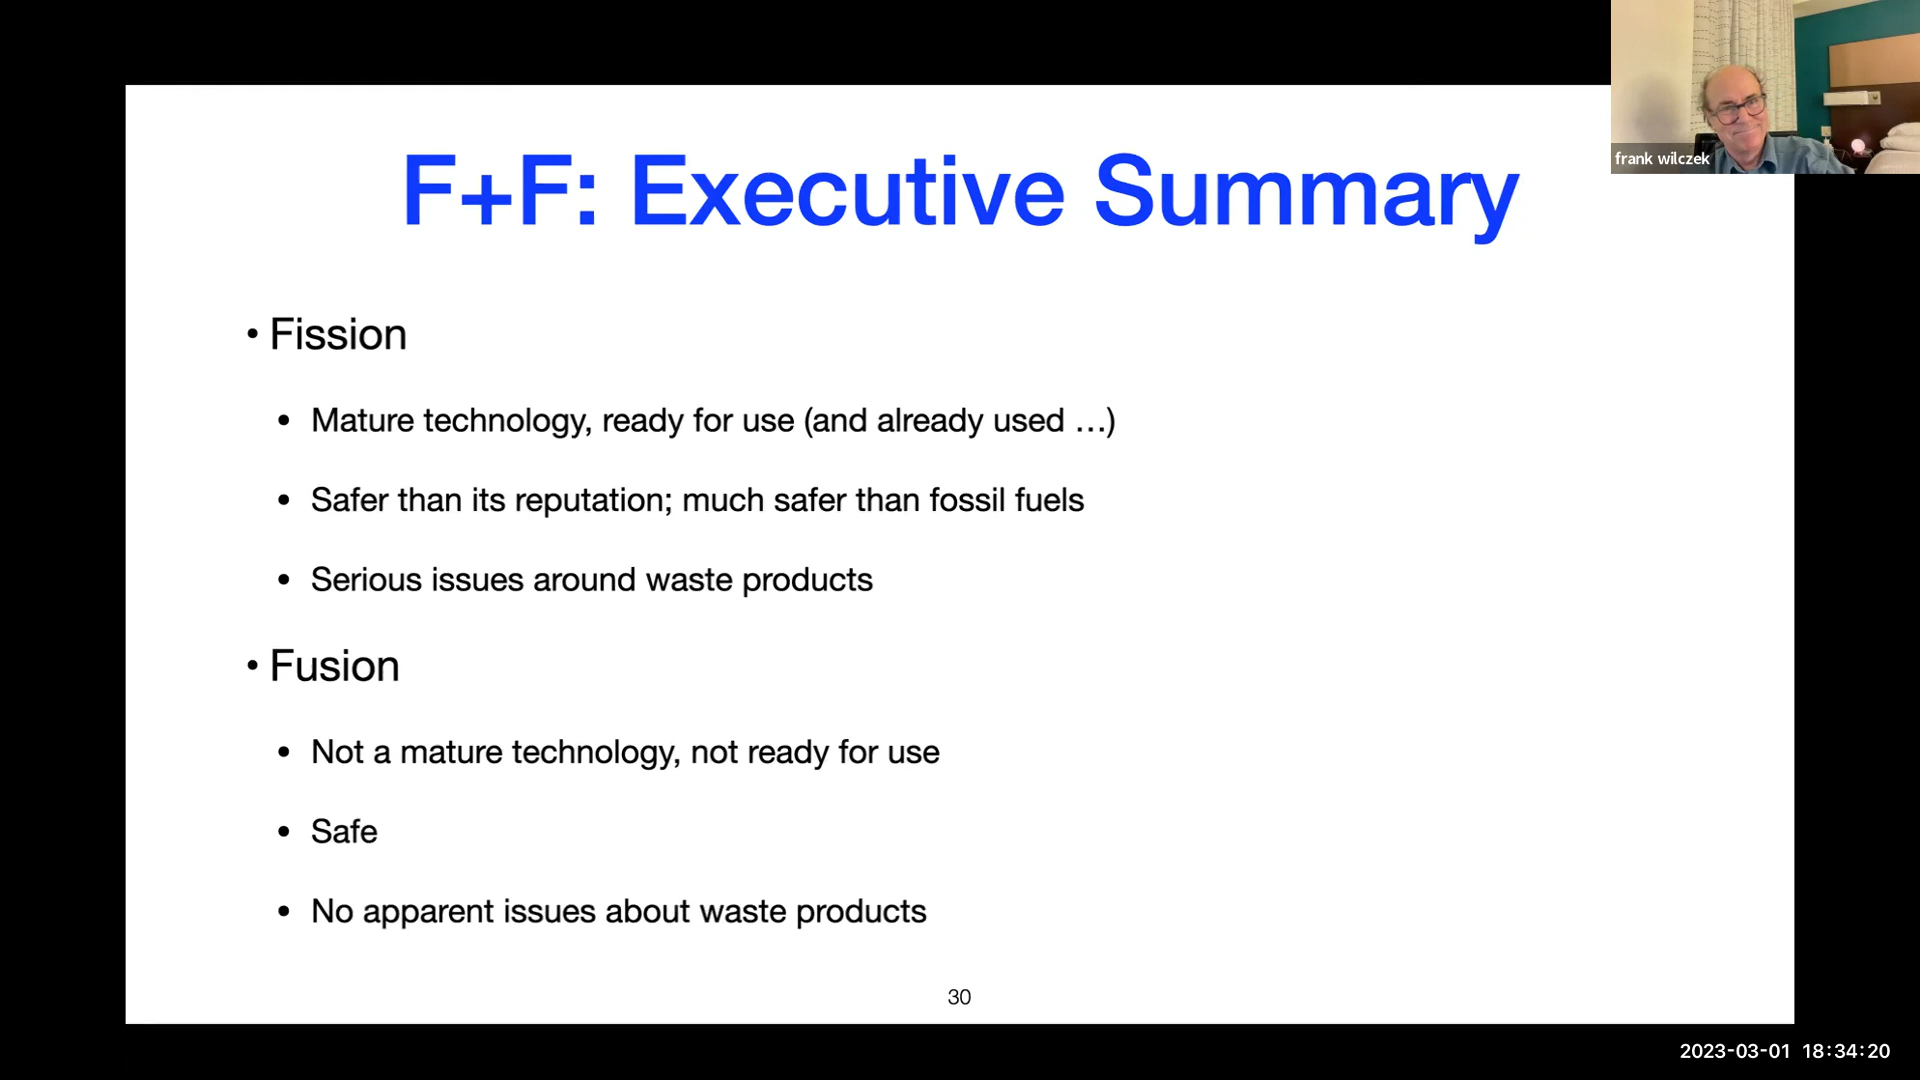 frank wilczek
F+F: Executive Summary
• Fission
• Mature technology, ready for use (and already used …)
• Safer than its reputation; much safer than fossil fuels
• Serious issues around waste products
• Fusion
• Not a mature technology, not ready for use
• Safe
• No apparent issues about waste products
30
2023-03-01 18:34:20